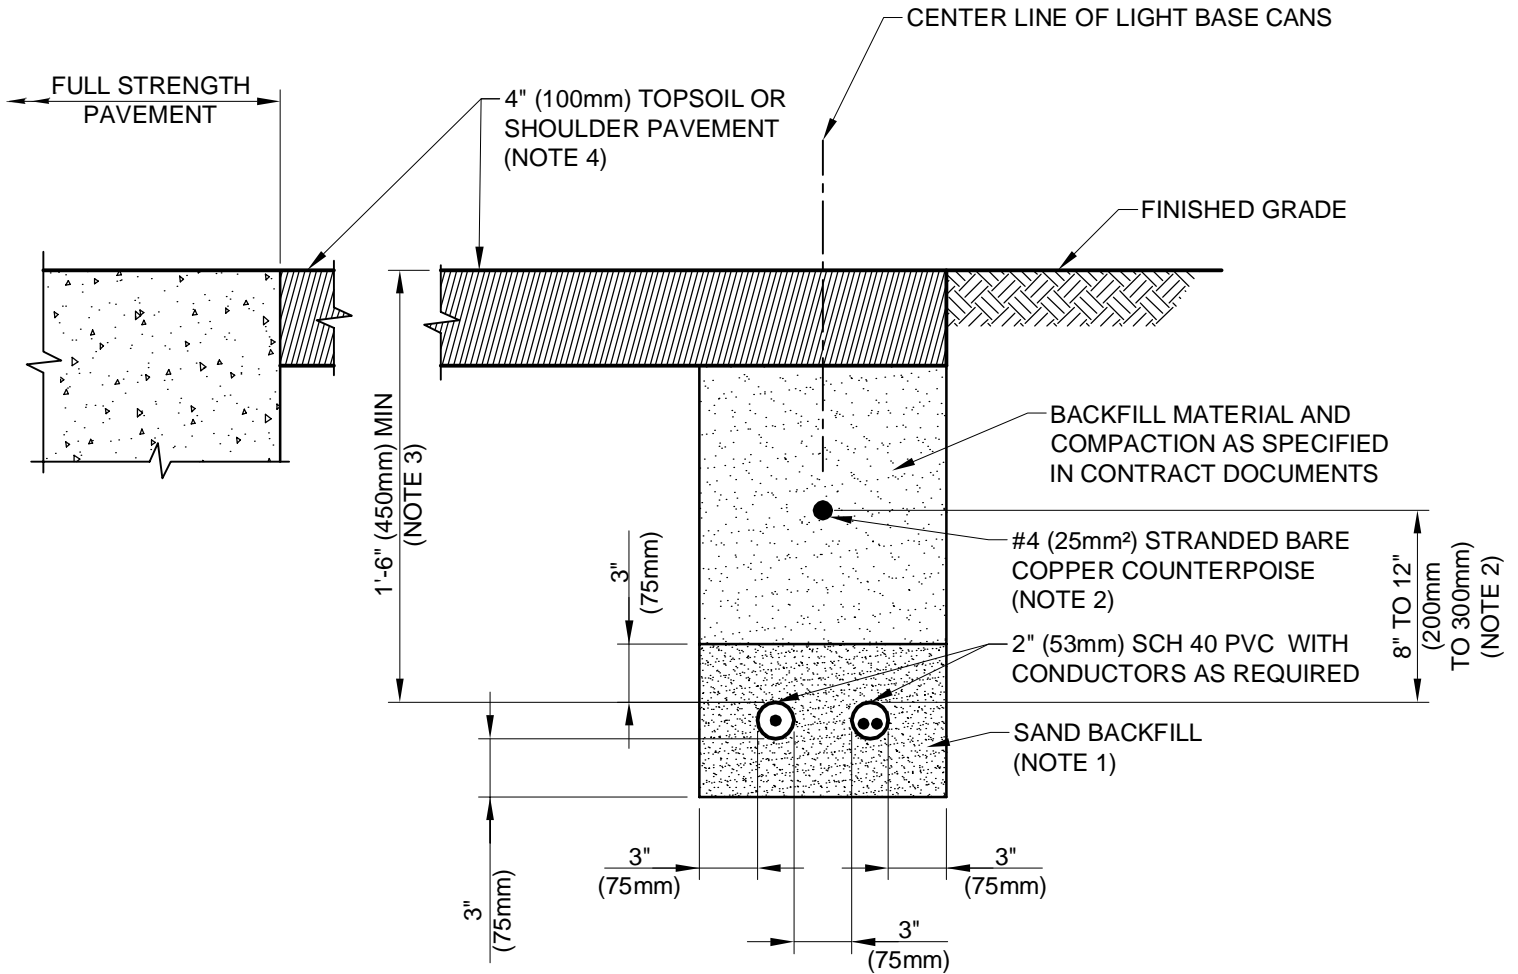 CENTER LINE OF LIGHT BASE CANS
FULL STRENGTH
PAVEMENT
4" (100mm) TOPSOIL OR
SHOULDER PAVEMENT
(NOTE 4)
FINISHED GRADE
1'-6" (450mm) MIN
(NOTE 3)
BACKFILL MATERIAL AND
COMPACTION AS SPECIFIED
IN CONTRACT DOCUMENTS
#4 (25mm²) STRANDED BARE
COPPER COUNTERPOISE
(NOTE 2)
8" TO 12"
(200mm
TO 300mm)
(NOTE 2)
3"
(75mm)
2" (53mm) SCH 40 PVC WITH
CONDUCTORS AS REQUIRED
SAND BACKFILL
(NOTE 1)
3"
(75mm)
3"
(75mm)
3"
(75mm)
3"
(75mm)